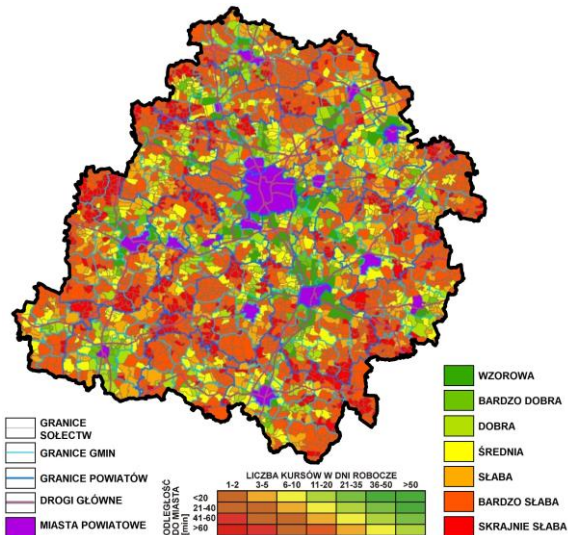 GRANICE
SOŁECTW
GRANICE GMIN
GRANICE POWIATÓW
DROGI GŁÓWNE
MIASTA POWIATOWE
ODLEGŁOŚĆ
DO MIASTA
[min]
LICZBA KURSÓW W DNI ROBOCZE
1-2 3-5 6-10 11-20 21-35 36-50 >50
<20
21-40
41-60
>60
WZOROWA
BARDZO DOBRA
DOBRA
ŚREDNIA
SŁABA
BARDZO SŁABA
SKRAJNIE SŁABA